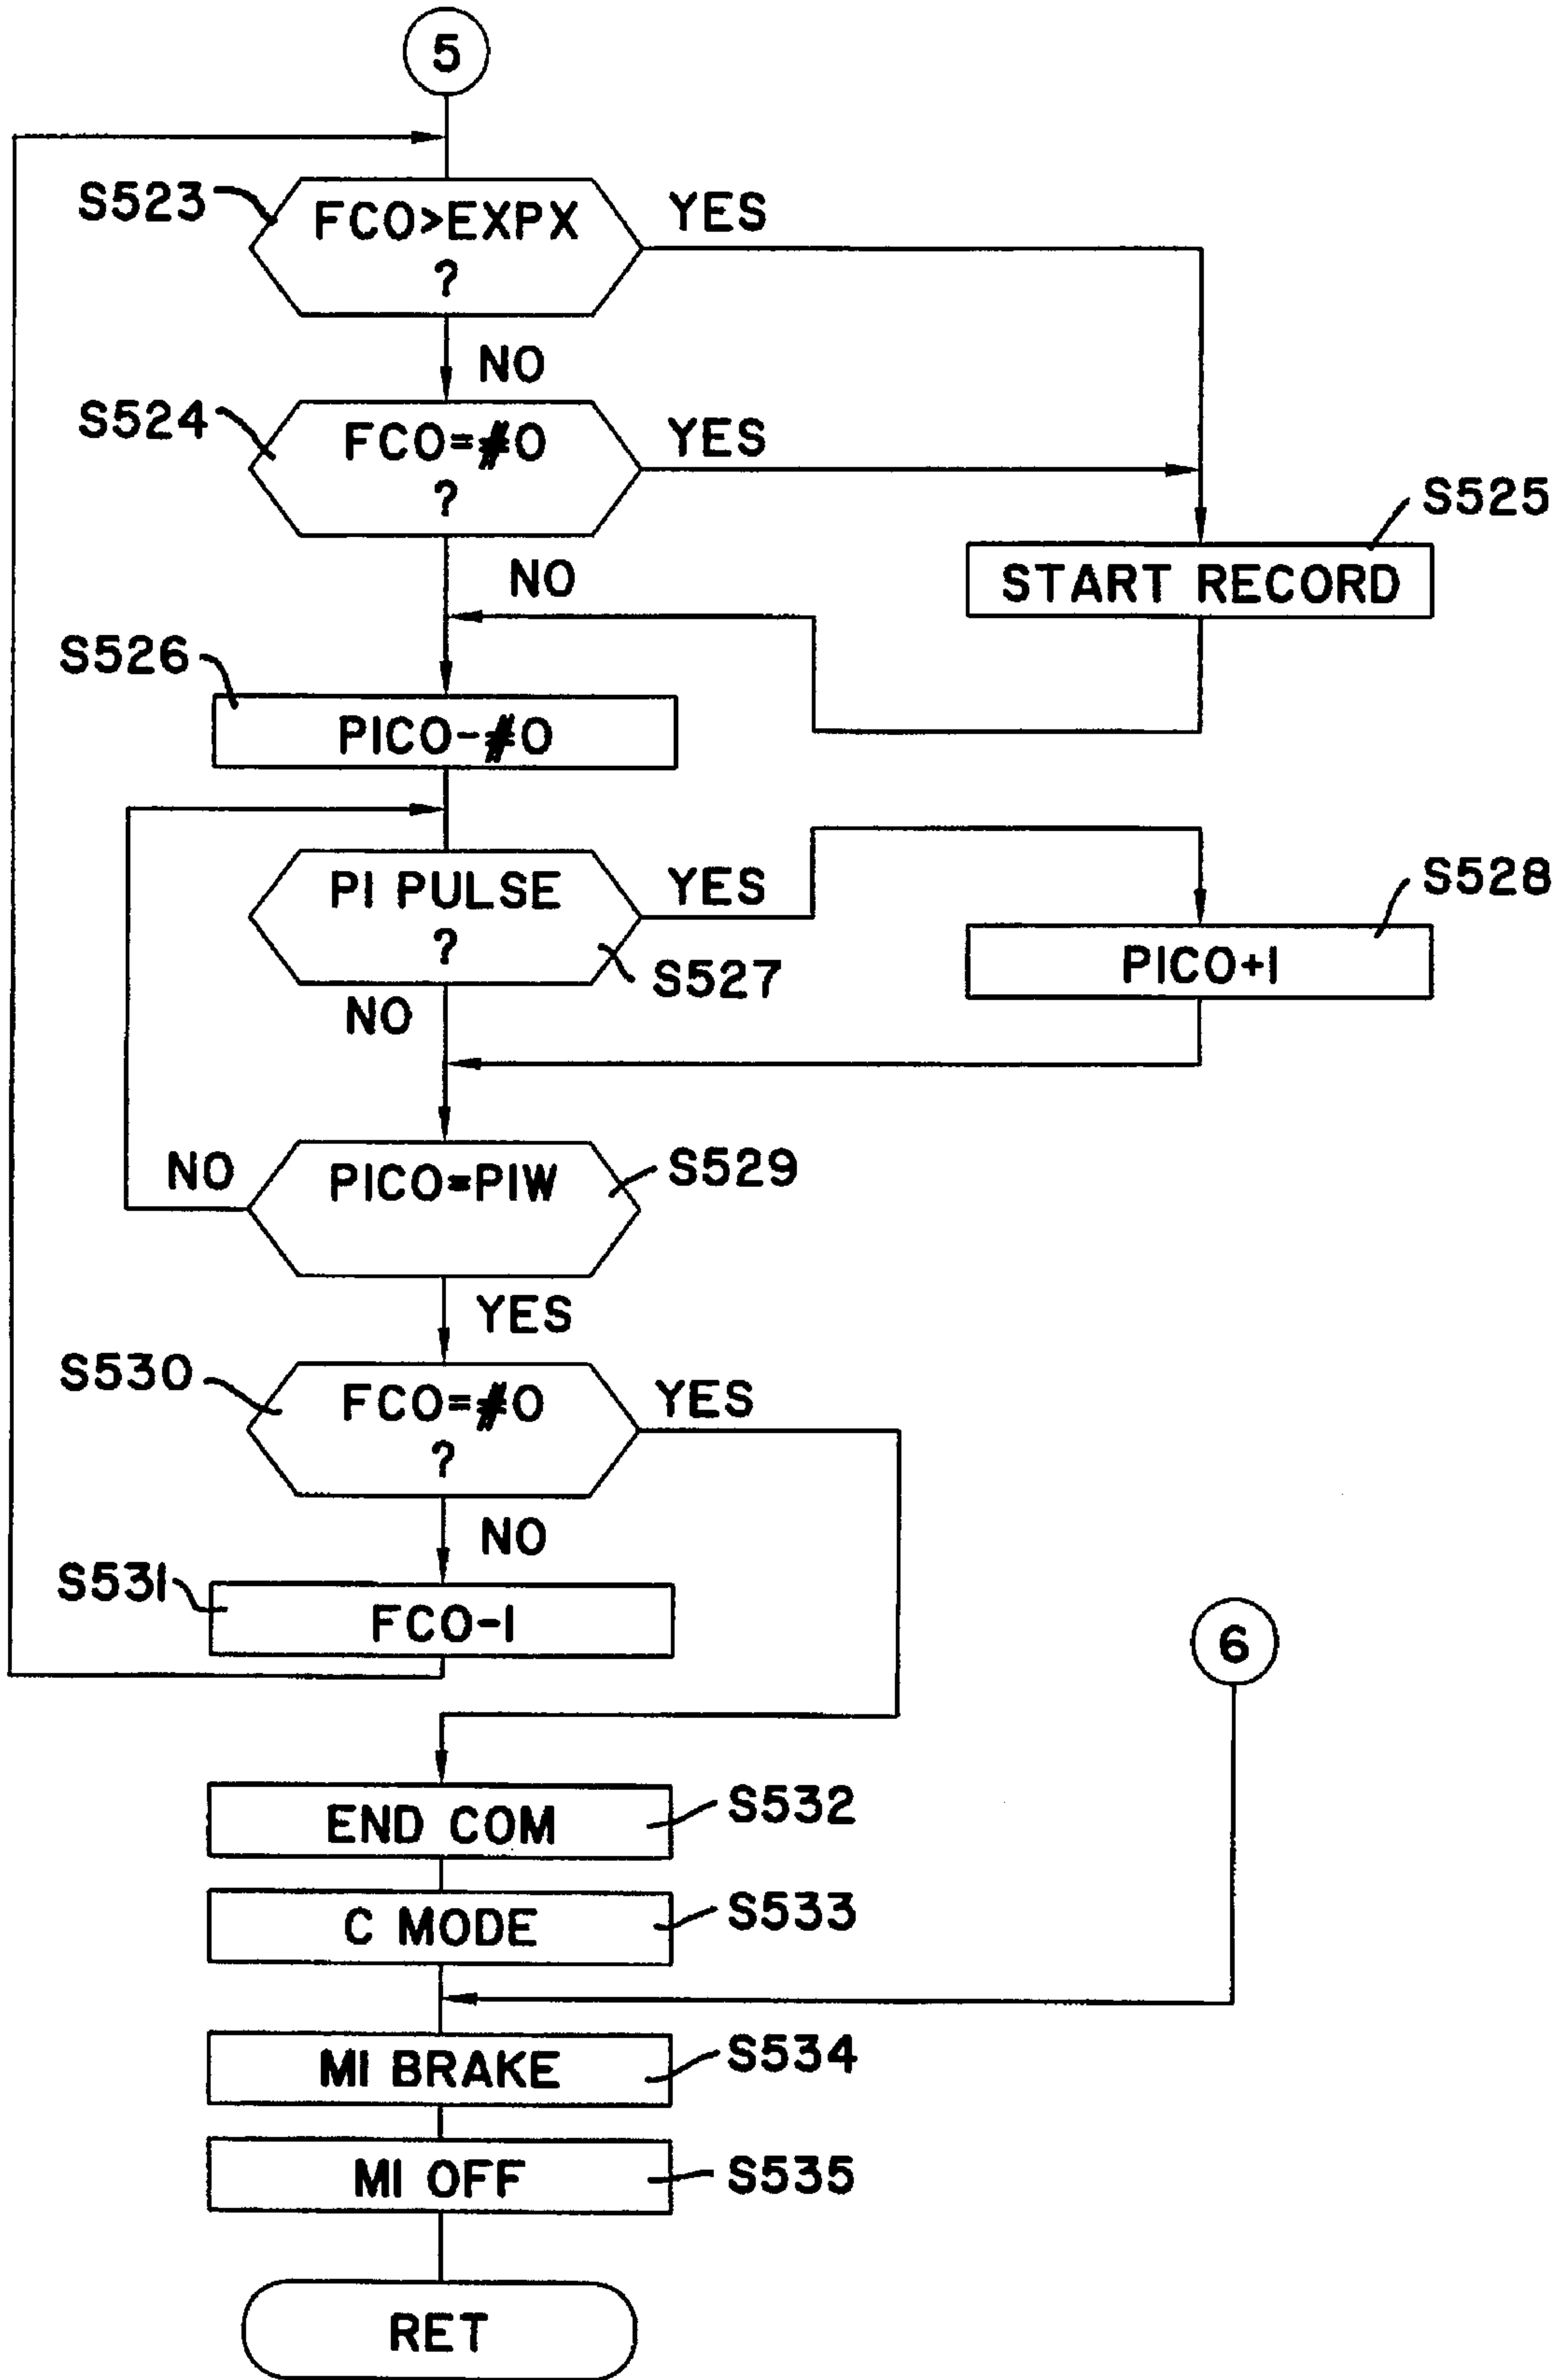 5
S523
FCO>EXPX
?
YES
NO
S524
FCO=#0
?
YES
S525
NO
START RECORD
S526
PICO-#0
PI PULSE
?
YES
S528
S527
PICO+1
NO
NO
PICO=PIW
S529
YES
S530
FCO=#0
?
YES
NO
S531
FCO-1
6
END COM
S532
C MODE
S533
MI BRAKE
S534
MI OFF
S535
RET